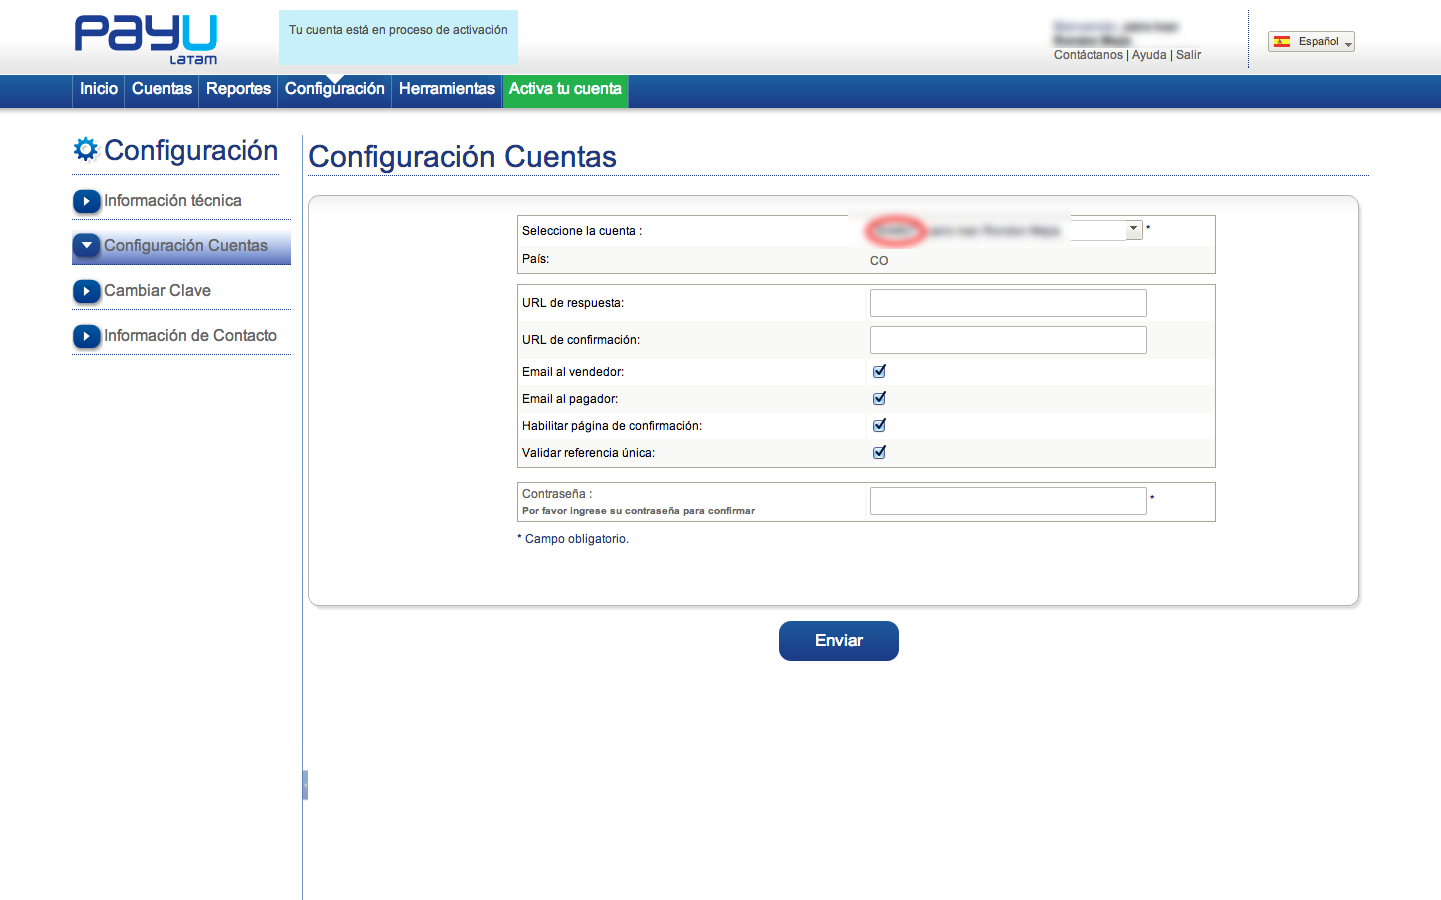 PAYU
LATAM
Tu cuenta está en proceso de activación
Contáctanos | Ayuda | Salir
Español
Inicio
Cuentas
Reportes
Configuración
Herramientas
Activa tu cuenta
Configuración
Información técnica
Configuración Cuentas
Cambiar Clave
Información de Contacto
Configuración Cuentas
Seleccione la cuenta :
*
País:
CO
URL de respuesta:
URL de confirmación:
Email al vendedor:
Email al pagador:
Habilitar página de confirmación:
Validar referencia única:
Contraseña :
*
Por favor ingrese su contraseña para confirmar
* Campo obligatorio.
Enviar